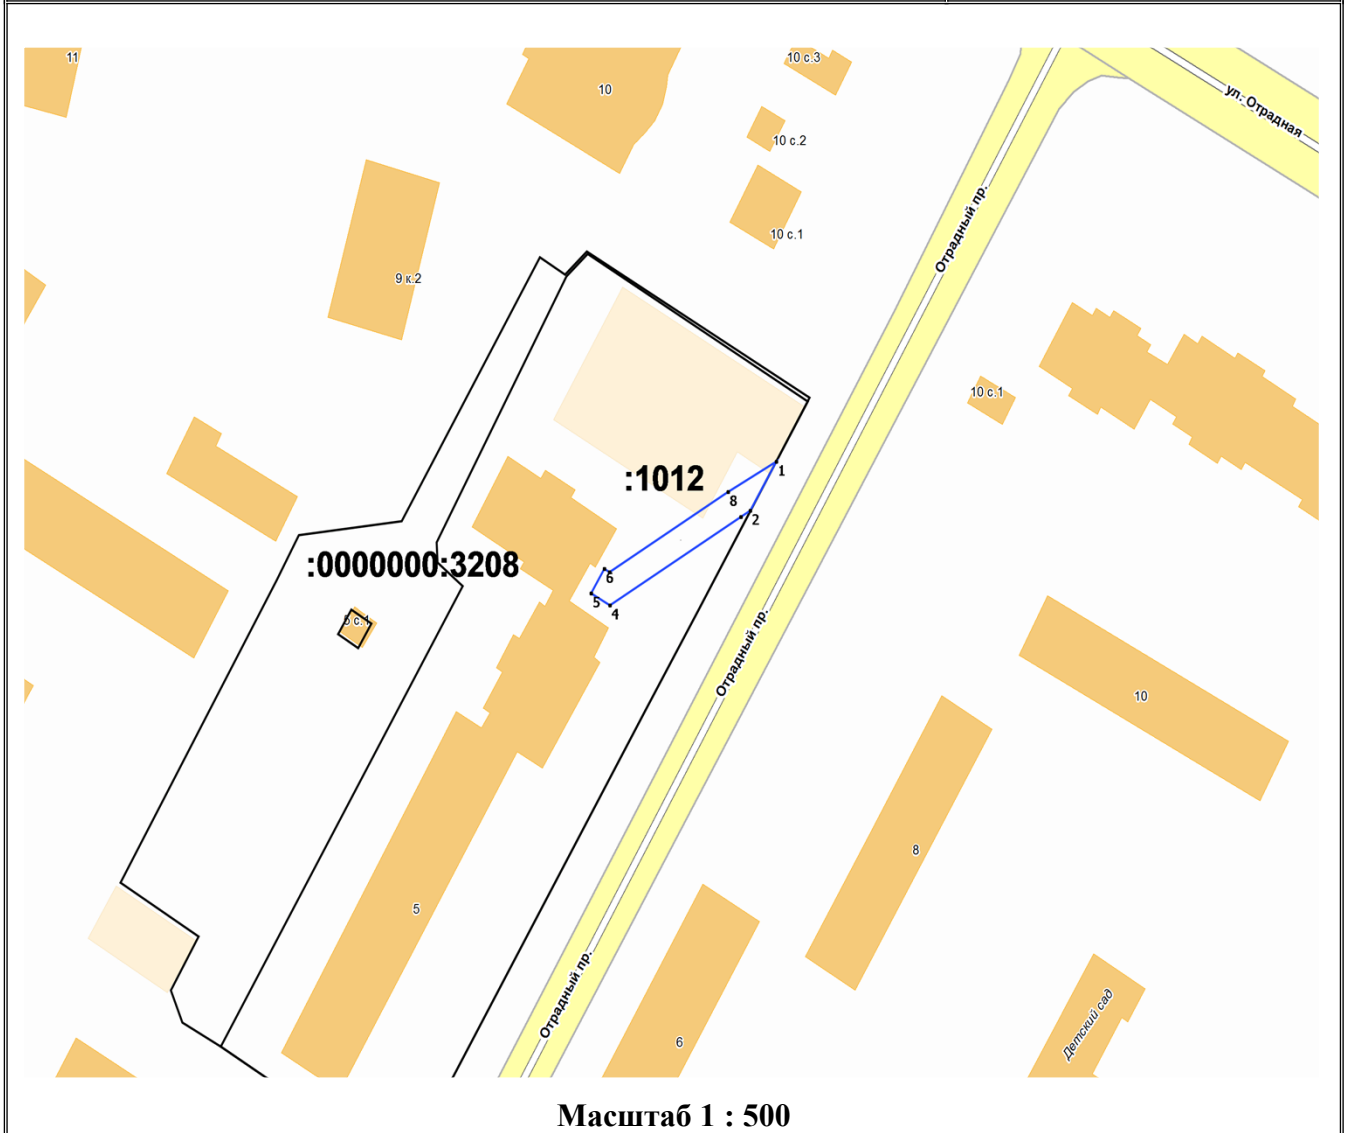 11
10
10 с.3
ул. Отрадная
10 с.2
Отрадный пр.
10 с.1
9 к.2
10 с.1
:1012
1
8
2
:0000000:3208
6
5
4
Отрадный пр.
10
8
5
Отрадный пр.
6
Детский сад
Масштаб 1 : 500